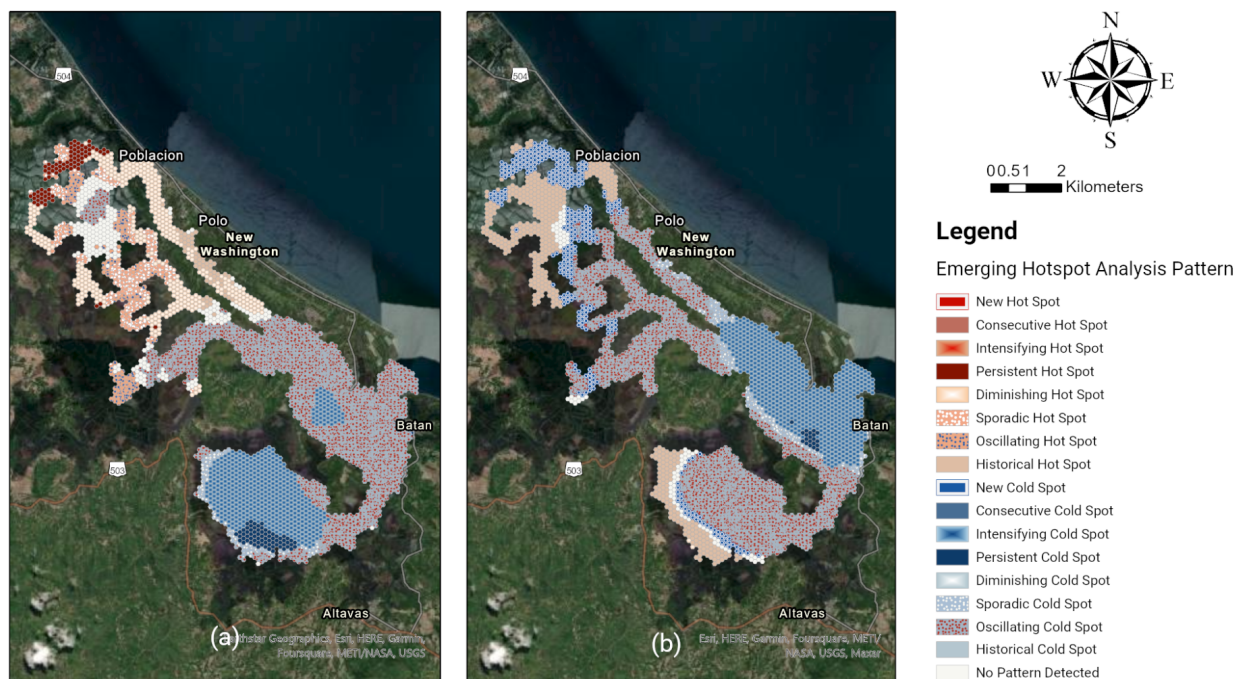 504
Poblacion
Polo
New
Washington
Batan
503
Altavas
(a)
Earthstar Geographics, Esri, HERE, Garmin,
Foursquare, METI/NASA, USGS
504
Poblacion
Polo
New
Washington
Batan
503
Altavas
(b)
Esri, HERE, Garmin, Foursquare, METI/
NASA, USGS, Maxar
N
W E
S
0 0.5 1 2
Kilometers
Legend
Emerging Hotspot Analysis Pattern
New Hot Spot
Consecutive Hot Spot
Intensifying Hot Spot
Persistent Hot Spot
Diminishing Hot Spot
Sporadic Hot Spot
Oscillating Hot Spot
Historical Hot Spot
New Cold Spot
Consecutive Cold Spot
Intensifying Cold Spot
Persistent Cold Spot
Diminishing Cold Spot
Sporadic Cold Spot
Oscillating Cold Spot
Historical Cold Spot
No Pattern Detected